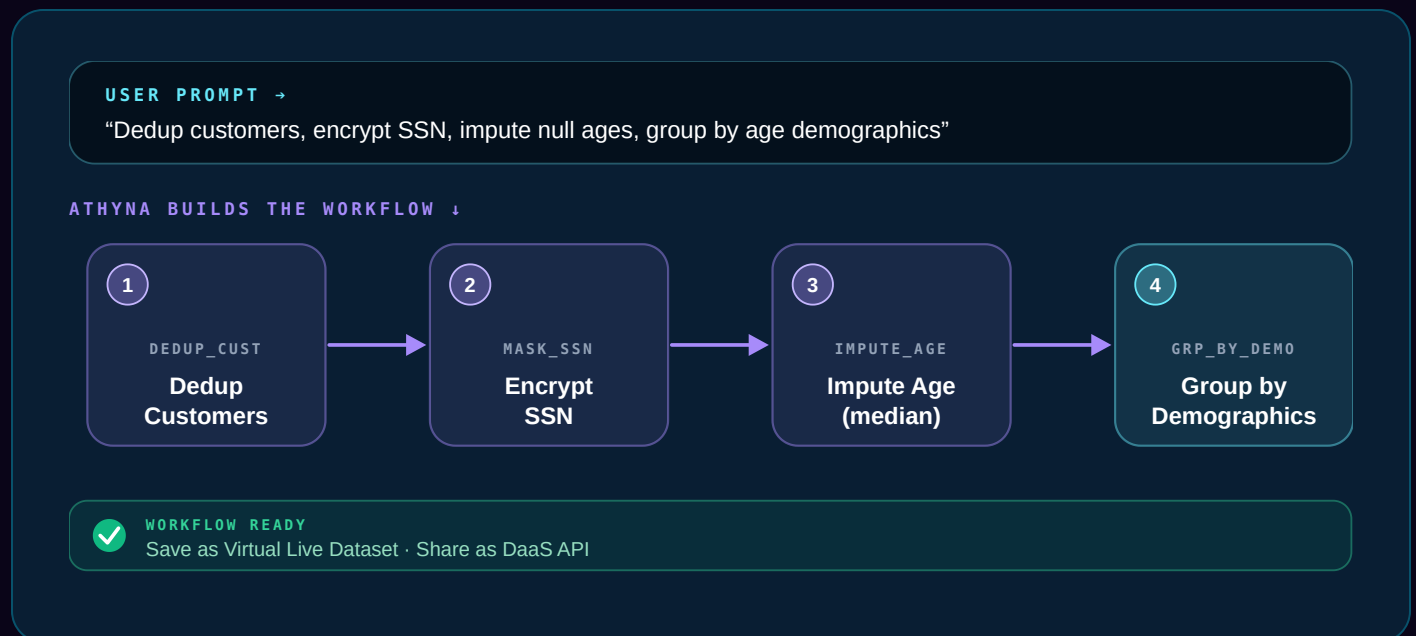 USER PROMPT →
“Dedup customers, encrypt SSN, impute null ages, group by age demographics”
ATHYNA BUILDS THE WORKFLOW ↓
1
DEDUP_CUST
Dedup
Customers
2
MASK_SSN
Encrypt
SSN
3
IMPUTE_AGE
Impute Age
(median)
4
GRP_BY_DEMO
Group by
Demographics
WORKFLOW READY
Save as Virtual Live Dataset · Share as DaaS API